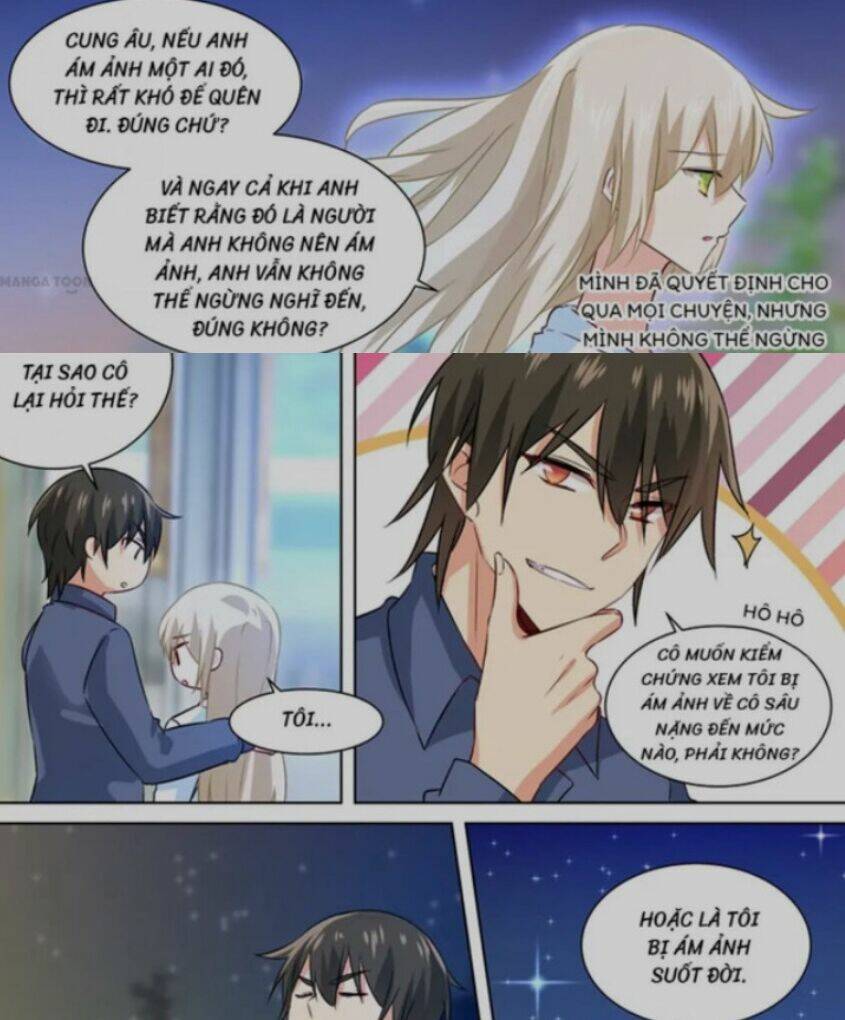 CUNG ÂU, NẾU ANH
ÁM ẢNH MỘT AI ĐÓ,
THÌ RẤT KHÓ ĐỂ QUÊN
ĐI. ĐÚNG CHỨ?
VÀ NGAY CẢ KHI ANH
BIẾT RẰNG ĐÓ LÀ NGƯỜI
MÀ ANH KHÔNG NÊN ÁM
ẢNH, ANH VẪN KHÔNG
THỂ NGỪNG NGHĨ ĐẾN,
ĐÚNG KHÔNG?
MANGA TOON
MÌNH ĐÃ QUYẾT ĐỊNH CHO
QUA MỌI CHUYỆN, NHƯNG
MÌNH KHÔNG THỂ NGỪNG
TẠI SAO CÔ
LẠI HỎI THẾ?
TÔI...
HÔ HÔ
CÔ MUỐN KIỂM
CHỨNG XEM TÔI BỊ
ÁM ẢNH VỀ CÔ SÂU
NẶNG ĐẾN MỨC
NÀO, PHẢI KHÔNG?
HOẶC LÀ TÔI
BỊ ÁM ẢNH
SUỐT ĐỜI.